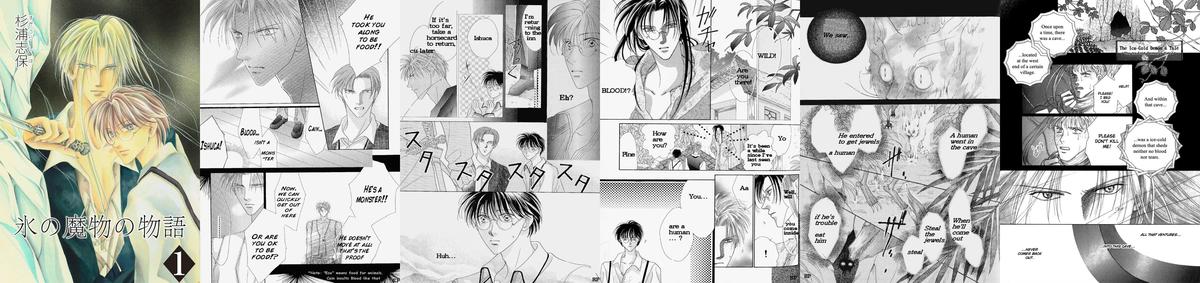 杉浦志保
氷の魔物の物語
1
HE
TOOK YOU
ALONG
TO BE
FOOD!!
ISHUCA!
BLOOD...
ISN'T A
MONS
-TER
CAIN...
NOW,
WE CAN
QUICKLY
GET OUT
OF
HERE
HE'S A
MONSTER!!
OR ARE
YOU OK
TO BE
FOOD?
HE DOESN'T
MOVE AT ALL;
THAT'S THE
PROOF
If it's
too far,
take a
horsecard
to return,
cu later.
Ishuca
I'm
retur
-ning to
the inn
Eh?
スタ
スタ
スタ
スタ
Huh...
ガチャ
BLOOD!?
WILD!
Are
you
there!
Fine
How
are
you?
It's been
a while
since I've
last seen
you
Yo
You...
are a
human
... ?
Aa
!
Well,
well,
you
come
inside
We saw...
He entered
to get jewels
a human
A human
went in
the cave
if he's
trouble
eat
him
Steal
the
jewels
steal
When
he'll
come
out
Once upon
a time, there
was a cave...
The Ice-Cold Demon's Tale
...located
at the west
end of a certain
village.
HELP!
PLEASE!
I BEG
YOU!
And within
that cave...
PLEASE
DON'T KILL
ME!
...was a ice-cold
demon that sheds
neither no blood
nor tears.
ALL THAT VENTURES...
...INTO THIS CAVE...
...NEVER
COMES BACK
OUT.